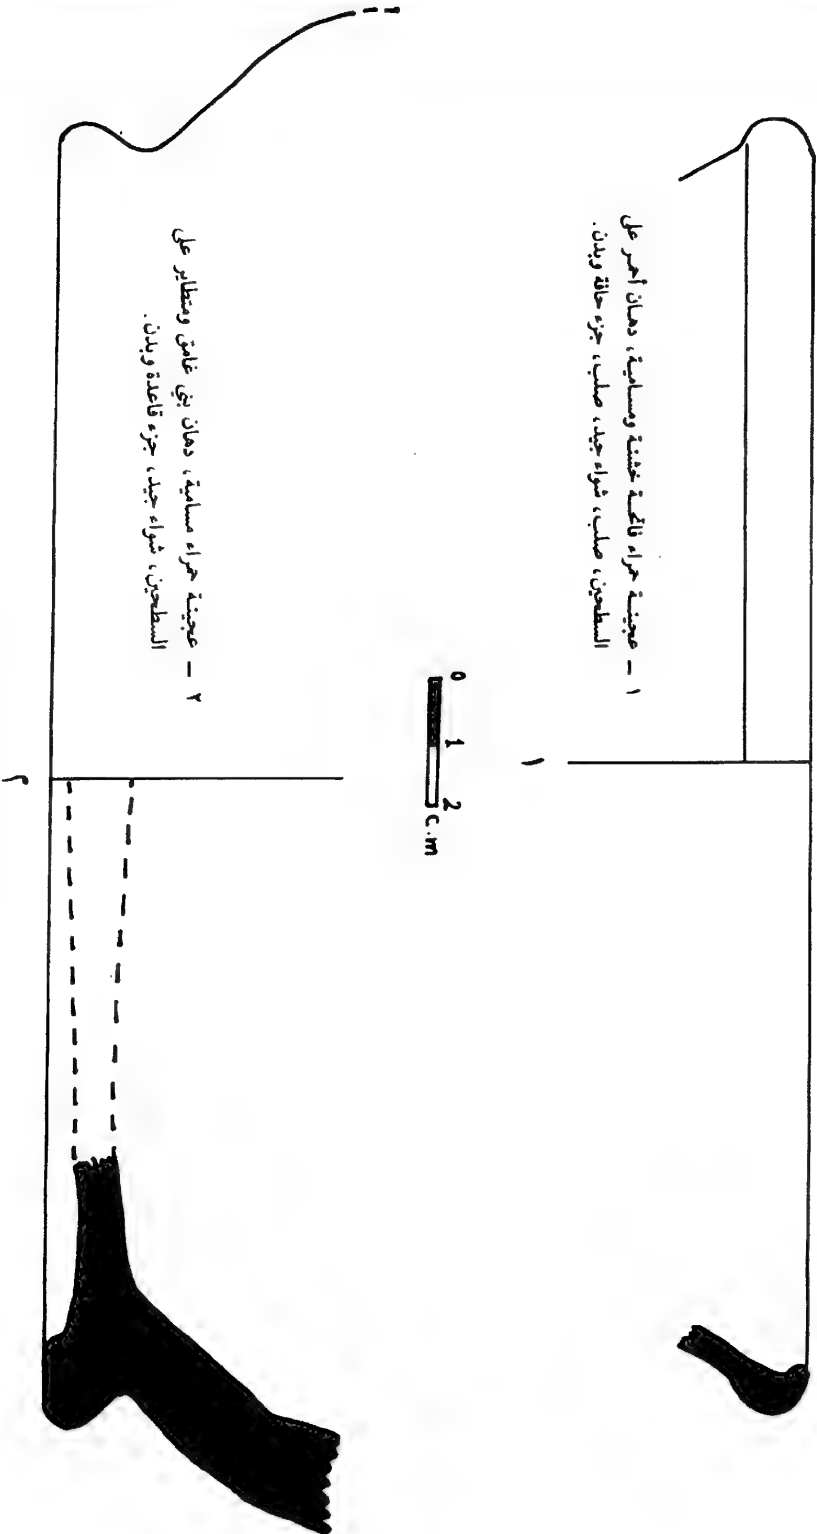 ١ - عجينة حمراء فاتحة خشنة ومسامية، دهان أحمر على
السطحين، صلب، شواء جيد، صلب، جزء حافة وبدن.
١
0 1 2 c.m
٢ - عجينة حمراء مسامية، دهان بني غامق ومتطاير على
السطحين، شواء جيد، جزء قاعدة وبدن.
٢